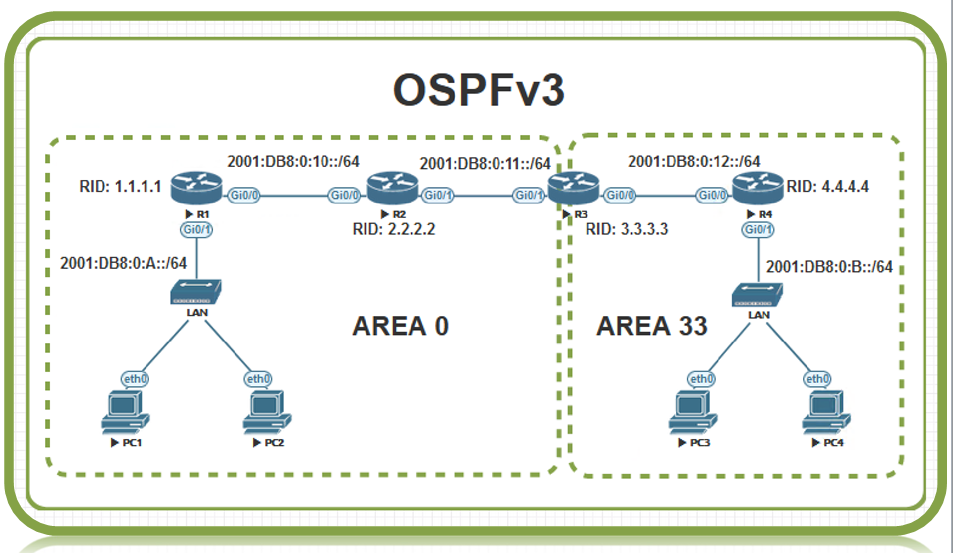 OSPFv3
2001:DB8:0:10::/64
2001:DB8:0:11::/64
2001:DB8:0:12::/64
RID: 1.1.1.1
Gi0/0
Gi0/0
Gi0/1
Gi0/1
Gi0/0
Gi0/0
RID: 4.4.4.4
R1
R2
R3
R4
Gi0/1
RID: 2.2.2.2
RID: 3.3.3.3
Gi0/1
2001:DB8:0:A::/64
2001:DB8:0:B::/64
LAN
LAN
AREA 0
AREA 33
eth0
eth0
eth0
eth0
PC1
PC2
PC3
PC4